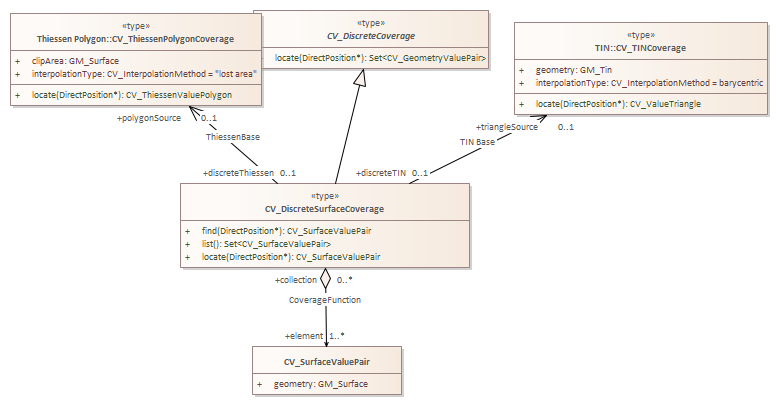 «type»
Thiessen Polygon::CV_ThiessenPolygonCoverage
+ clipArea: GM_Surface
+ interpolationType: CV_InterpolationMethod = "lost area"
+ locate(DirectPosition*): CV_ThiessenValuePolygon
«type»
CV_DiscreteCoverage
locate(DirectPosition*): Set<CV_GeometryValuePair>
«type»
TIN::CV_TINCoverage
+ geometry: GM_Tin
+ interpolationType: CV_InterpolationMethod = barycentric
+ locate(DirectPosition*): CV_ValueTriangle
+polygonSource 0..1
ThiessenBase
+discreteThiessen 0..1
+triangleSource 0..1
TIN Base
+discreteTIN 0..1
«type»
CV_DiscreteSurfaceCoverage
+ find(DirectPosition*): CV_SurfaceValuePair
+ list(): Set<CV_SurfaceValuePair>
+ locate(DirectPosition*): CV_SurfaceValuePair
+collection 0..*
CoverageFunction
+element 1..*
CV_SurfaceValuePair
+ geometry: GM_Surface